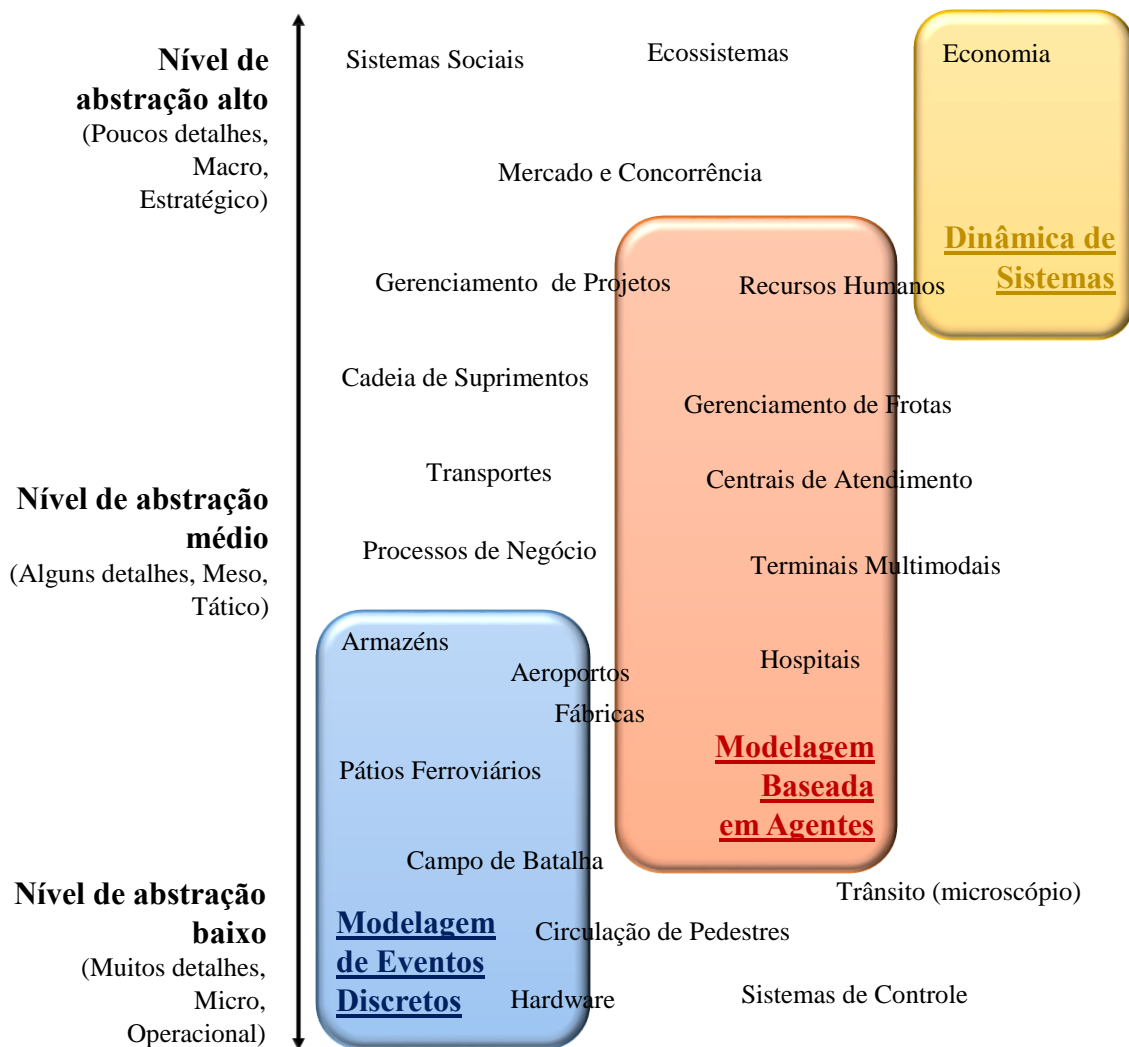 Nível de
abstração alto
(Poucos detalhes,
Macro,
Estratégico)
Sistemas Sociais
Ecossistemas
Economia
Mercado e Concorrência
Dinâmica de
Sistemas
Gerenciamento de Projetos
Recursos Humanos
Cadeia de Suprimentos
Gerenciamento de Frotas
Nível de abstração
médio
(Alguns detalhes, Meso,
Tático)
Transportes
Centrais de Atendimento
Processos de Negócio
Terminais Multimodais
Armazéns
Aeroportos
Hospitais
Fábricas
Pátios Ferroviários
Modelagem
Baseada
em Agentes
Campo de Batalha
Nível de abstração
baixo
(Muitos detalhes,
Micro,
Operacional)
Trânsito (microscópio)
Modelagem
de Eventos
Discretos
Circulação de Pedestres
Hardware
Sistemas de Controle